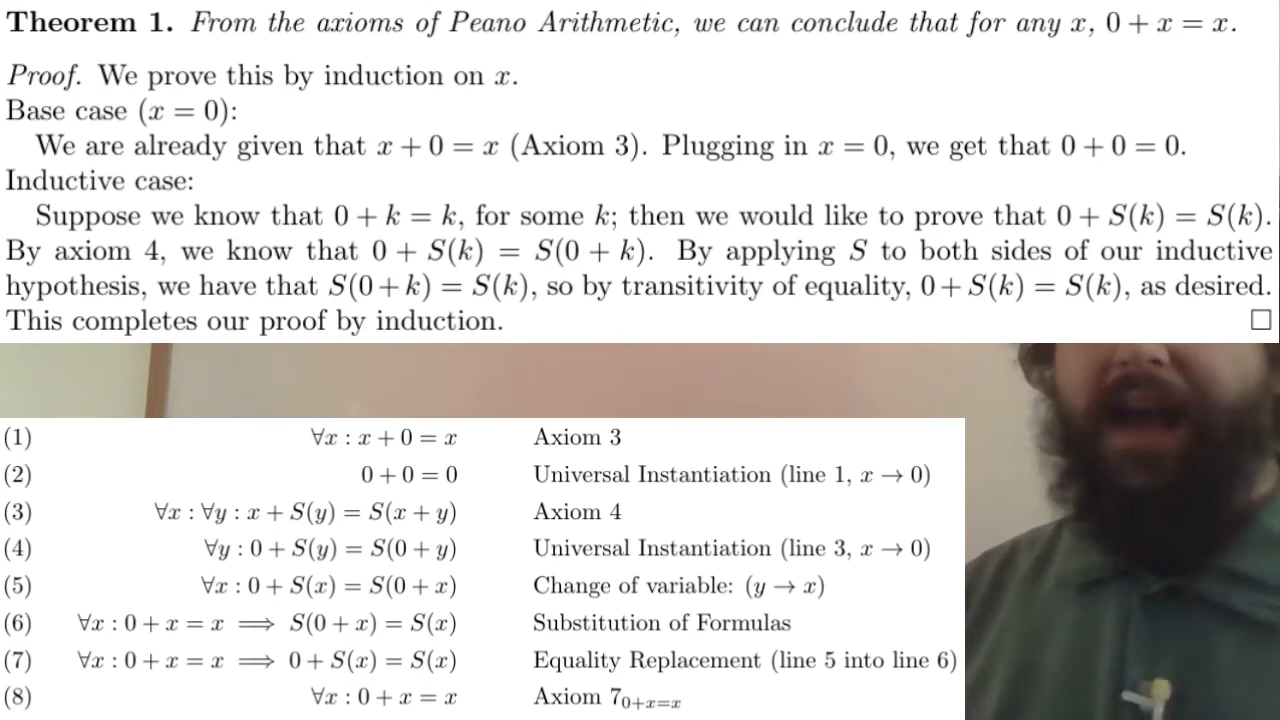 Theorem 1. From the axioms of Peano Arithmetic, we can conclude that for any x, 0 + x = x.
Proof. We prove this by induction on x.
Base case (x = 0):
We are already given that x + 0 = x (Axiom 3). Plugging in x = 0, we get that 0 + 0 = 0.
Inductive case:
Suppose we know that 0 + k = k, for some k; then we would like to prove that 0 + S(k) = S(k).
By axiom 4, we know that 0 + S(k) = S(0 + k). By applying S to both sides of our inductive
hypothesis, we have that S(0+k) = S(k), so by transitivity of equality, 0+S(k) = S(k), as desired.
This completes our proof by induction. □
(1) ∀x : x + 0 = x Axiom 3
(2) 0 + 0 = 0 Universal Instantiation (line 1, x → 0)
(3) ∀x : ∀y : x + S(y) = S(x + y) Axiom 4
(4) ∀y : 0 + S(y) = S(0 + y) Universal Instantiation (line 3, x → 0)
(5) ∀x : 0 + S(x) = S(0 + x) Change of variable: (y → x)
(6) ∀x : 0 + x = x ⟹ S(0 + x) = S(x) Substitution of Formulas
(7) ∀x : 0 + x = x ⟹ 0 + S(x) = S(x) Equality Replacement (line 5 into line 6)
(8) ∀x : 0 + x = x Axiom 7₀₊ₓ₌ₓ